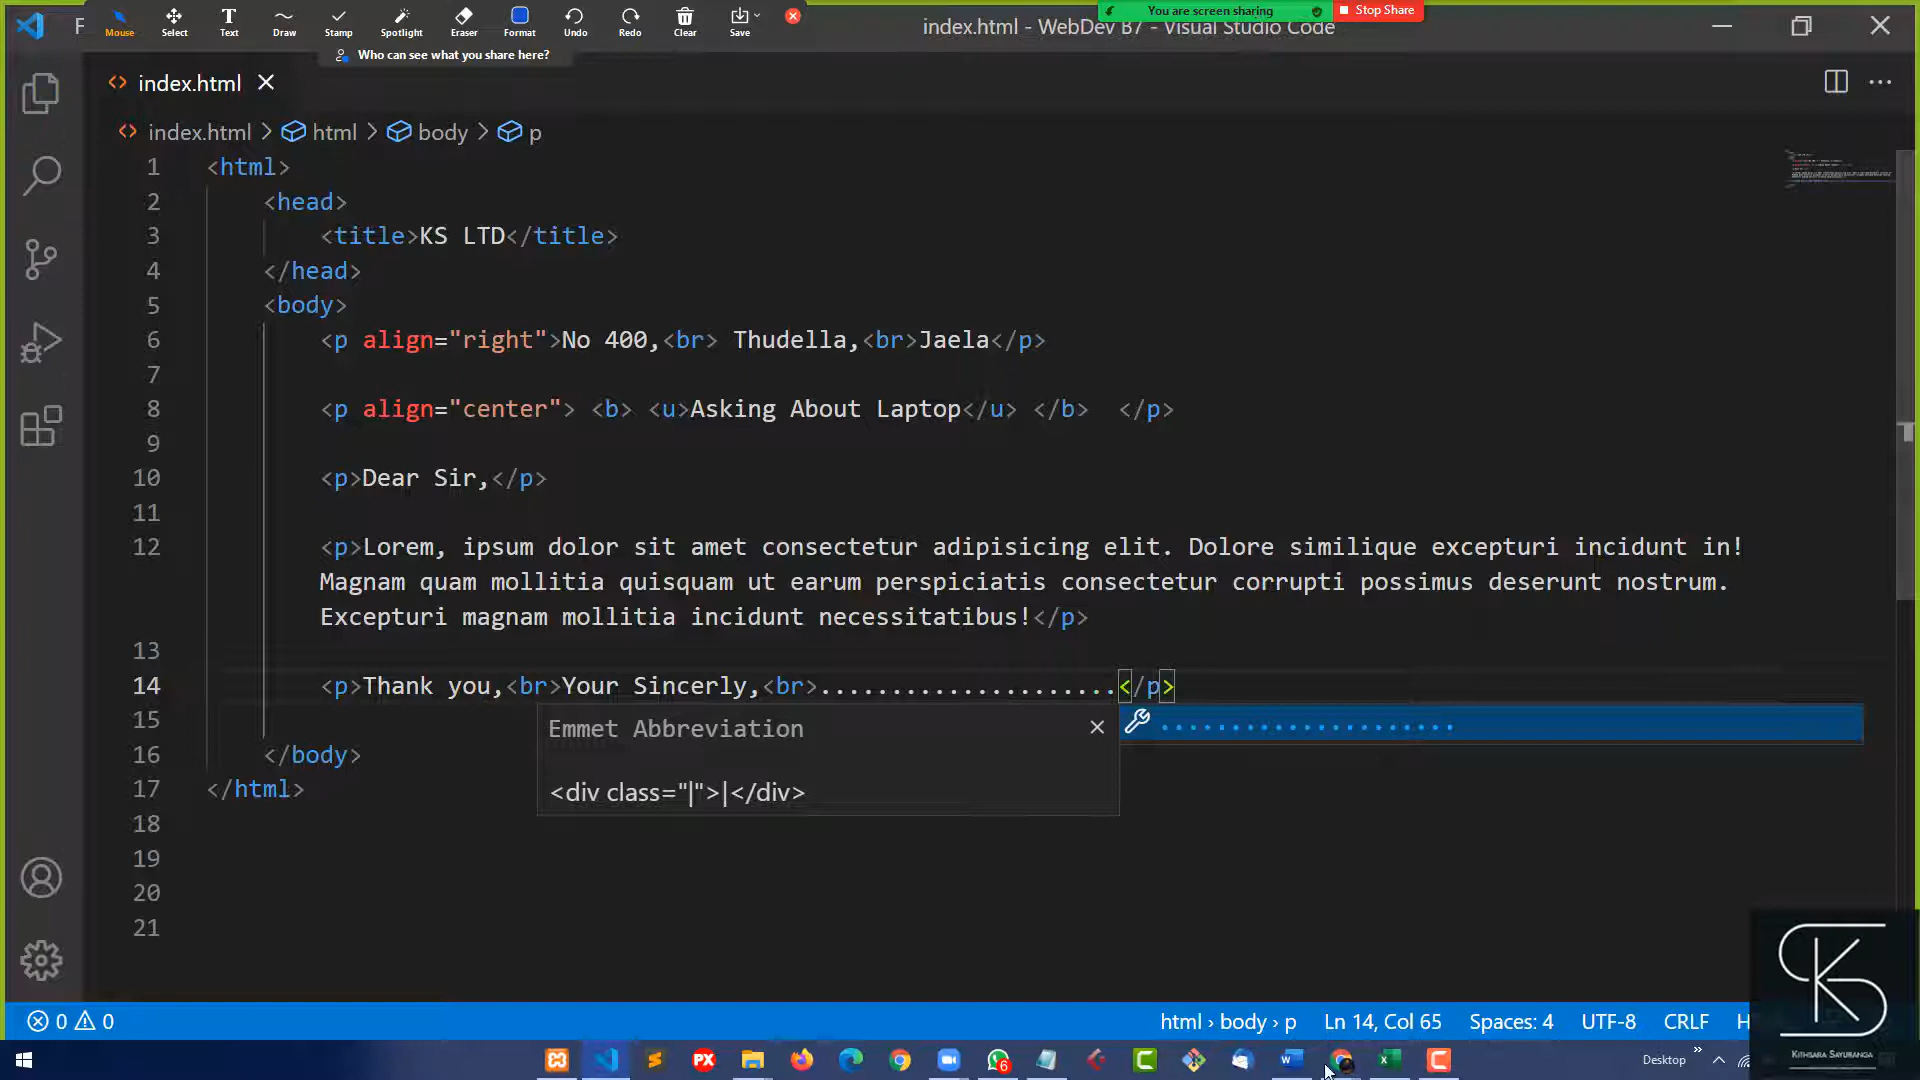 F
Mouse Select Text Draw Stamp Spotlight Eraser Format Undo Redo Clear Save
You are screen sharing Stop Share
index.html - WebDev B7 - Visual Studio Code
Who can see what you share here?
index.html
index.html > html > body > p
1 <html>
2 <head>
3 <title>KS LTD</title>
4 </head>
5 <body>
6 <p align="right">No 400,<br> Thudella,<br>Jaela</p>
7
8 <p align="center"> <b> <u>Asking About Laptop</u> </b>  </p>
9
10 <p>Dear Sir,</p>
11
12 <p>Lorem, ipsum dolor sit amet consectetur adipisicing elit. Dolore similique excepturi incidunt in!
Magnam quam mollitia quisquam ut earum perspiciatis consectetur corrupti possimus deserunt nostrum.
Excepturi magnam mollitia incidunt necessitatibus!</p>
13
14 <p>Thank you,<br>Your Sincerly,<br>.....................</p>
15
Emmet Abbreviation
.....................
16 </body>
<div class="|">|</div>
17 </html>
18
19
20
21
0 0
html › body › p Ln 14, Col 65 Spaces: 4 UTF-8 CRLF H
KS
Kithsara Sayuranga
PX 6 Desktop